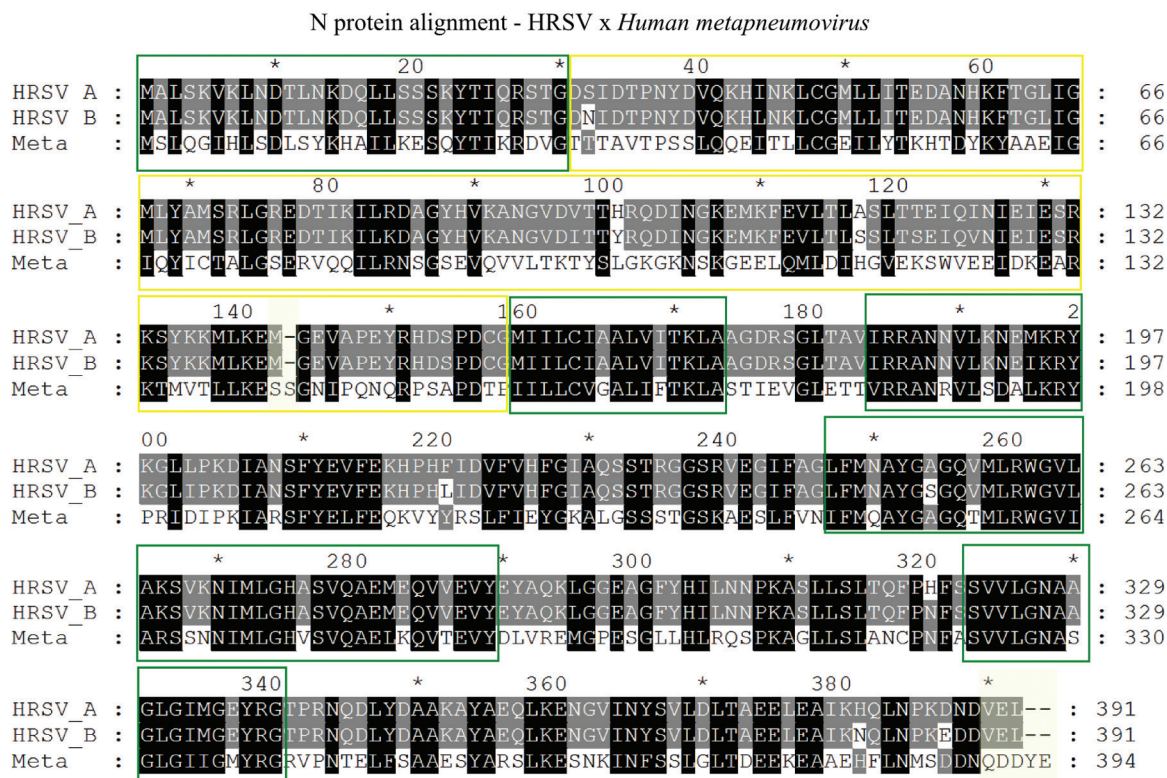 N protein alignment - HRSV x Human metapneumovirus
* 20 * 40 * 60
HRSV_A : MALSKVKLNDTLNKDQLLSSSKYTIQRSTGDSIDTPNYDVQKHINKLCGMLLITEDANHKFTGLIG : 66
HRSV_B : MALSKVKLNDTLNKDQLLSSSKYTIQRSTGDNIDTPNYDVQKHLNKLCGMLLITEDANHKFTGLIG : 66
Meta : MSLQGIHLSDLSYKHAILKESQYTIKRDVGTTTAVTPSSLQQEITLLCGEILYTKHTDYKYAAEIG : 66
* 80 * 100 * 120 *
HRSV_A : MLYAMSRLGREDTIKILRDAGYHVKANGVDVTTHRQDINGKEMKFEVLTLASLTTEIQINIEIESR : 132
HRSV_B : MLYAMSRLGREDTIKILKDAGYHVKANGVDITTYRQDINGKEMKFEVLTLSSLTSEIQVNIEIESR : 132
Meta : IQYICTALGSERVQQILRNSGSEVQVVLTKTYSLGKGKNSKGEELQMLDIHGVEKSWVEEIDKEAR : 132
140 * 160 * 180 * 2
HRSV_A : KSYKKMLKEM-GEVAPEYRHDSPDCGMIILCIAALVITKLAAGDRSGLTAVIRRANNVLKNEMKRY : 197
HRSV_B : KSYKKMLKEM-GEVAPEYRHDSPDCGMIILCIAALVITKLAAGDRSGLTAVIRRANNVLKNEIKRY : 197
Meta : KTMVTLLKESSGNIPQNQRPSAPDTPIIILCVGALIFTKLASTIEVGLETTVRRANRVLSDALKRY : 198
00 * 220 * 240 * 260
HRSV_A : KGLLPKDIANSFYEVFEKHPHFIDVFVHFGIAQSSTRGGSRVEGIFAGLFMNAYGAGQVMLRWGVL : 263
HRSV_B : KGLIPKDIANSFYEVFEKHPHLIDVFVHFGIAQSSTRGGSRVEGIFAGLFMNAYGSGQVMLRWGVL : 263
Meta : PRIDIPKIARSFYELFEQKVYYRSLFIEYGKALGSSSTGSKAESLFVNIFMQAYGAGQTMLRWGVI : 264
* 280 * 300 * 320 *
HRSV_A : AKSVKNIMLGHASVQAEMEQVVEVYEYAQKLGGEAGFYHILNNPKASLLSLTQFPHFSSVVLGNAA : 329
HRSV_B : AKSVKNIMLGHASVQAEMEQVVEVYEYAQKLGGEAGFYHILNNPKASLLSLTQFPNFSSVVLGNAA : 329
Meta : ARSSNNIMLGHVSVQAELKQVTEVYDLVREMGPESGLLHLRQSPKAGLLSLANCPNFASVVLGNAS : 330
340 * 360 * 380 *
HRSV_A : GLGIMGEYRGTPRNQDLYDAAKAYAEQLKENGVINYSVLDLTAEELEAIKHQLNPKDNDVEL-- : 391
HRSV_B : GLGIMGEYRGTPRNQDLYDAAKAYAEQLKENGVINYSVLDLTAEELEAIKNQLNPKEDDVEL-- : 391
Meta : GLGIIGMYRGRVPNTELFSAAESYARSLKESNKINFSSLGLTDEEKEAAEHFLNMSDDNQDDYE : 394